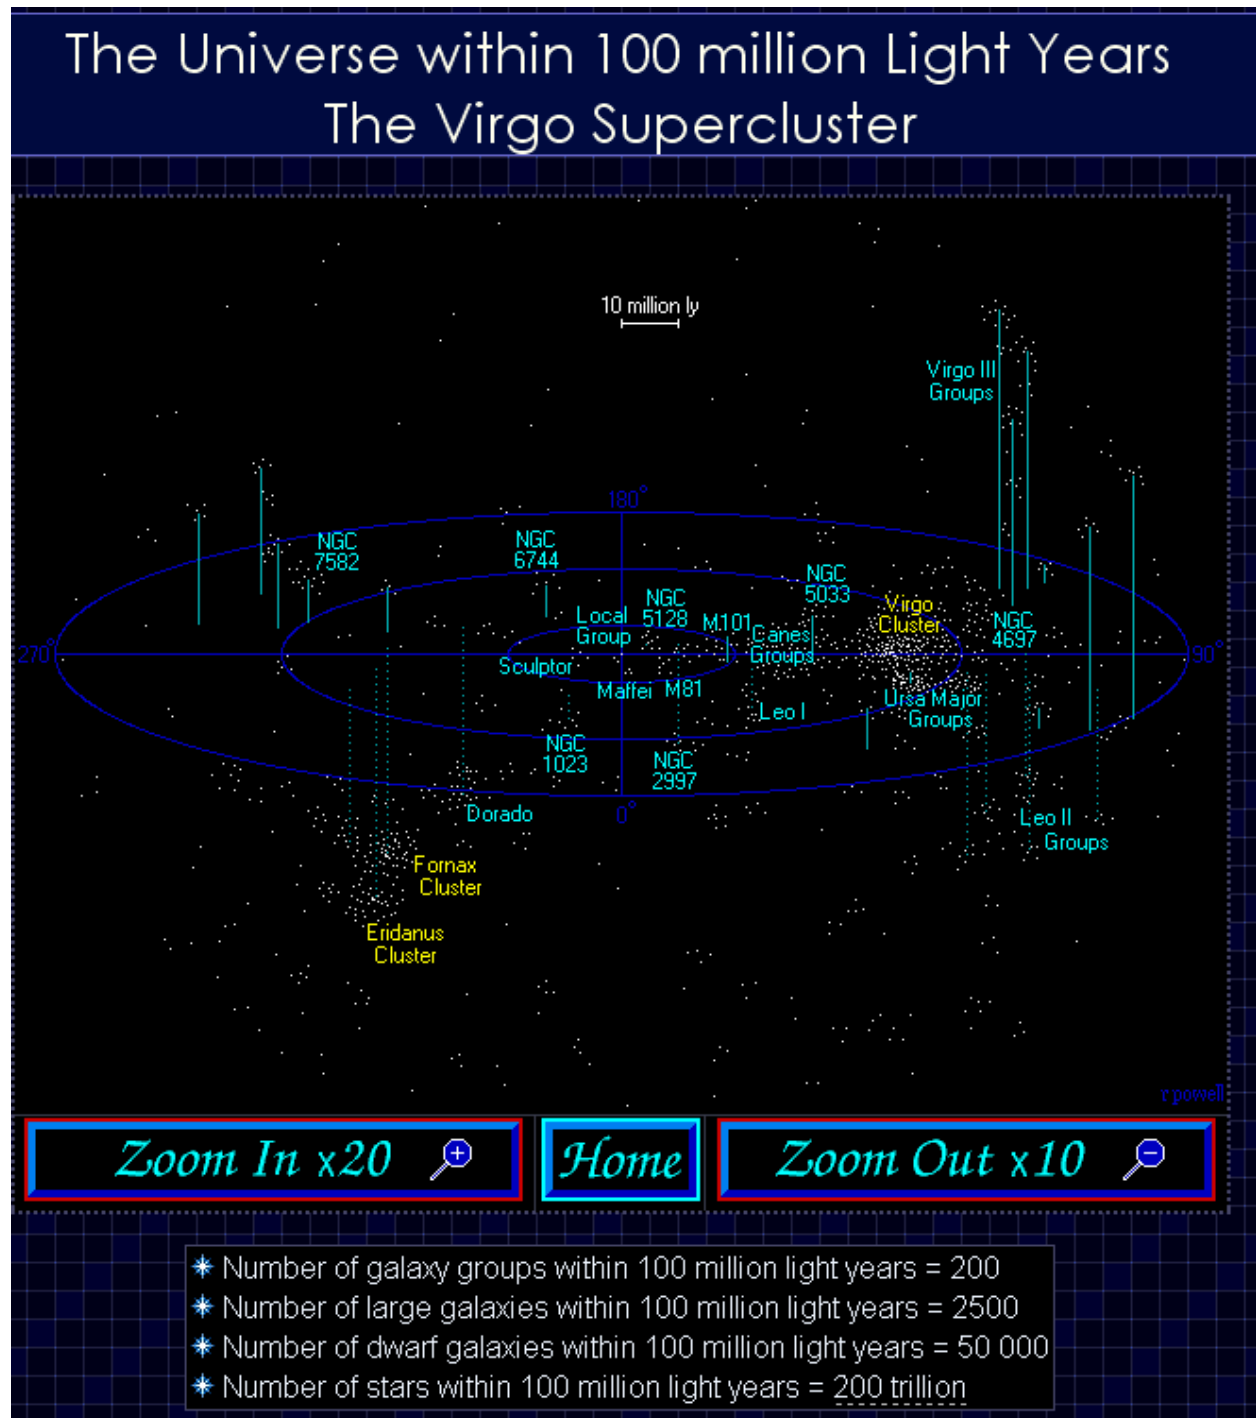 The Universe within 100 million Light Years
The Virgo Supercluster
10 million ly
Virgo III
Groups
180°
NGC
7582
NGC
6744
NGC
5033
Virgo
Cluster
NGC
4697
Local
Group
NGC
5128
M101
Canes
Groups
270°
90°
Sculptor
Maffei
M81
Leo I
Ursa Major
Groups
NGC
1023
NGC
2997
Dorado
0°
Leo II
Groups
Fornax
Cluster
Eridanus
Cluster
r powell
Zoom In x20
Home
Zoom Out x10
Number of galaxy groups within 100 million light years = 200
Number of large galaxies within 100 million light years = 2500
Number of dwarf galaxies within 100 million light years = 50 000
Number of stars within 100 million light years = 200 trillion